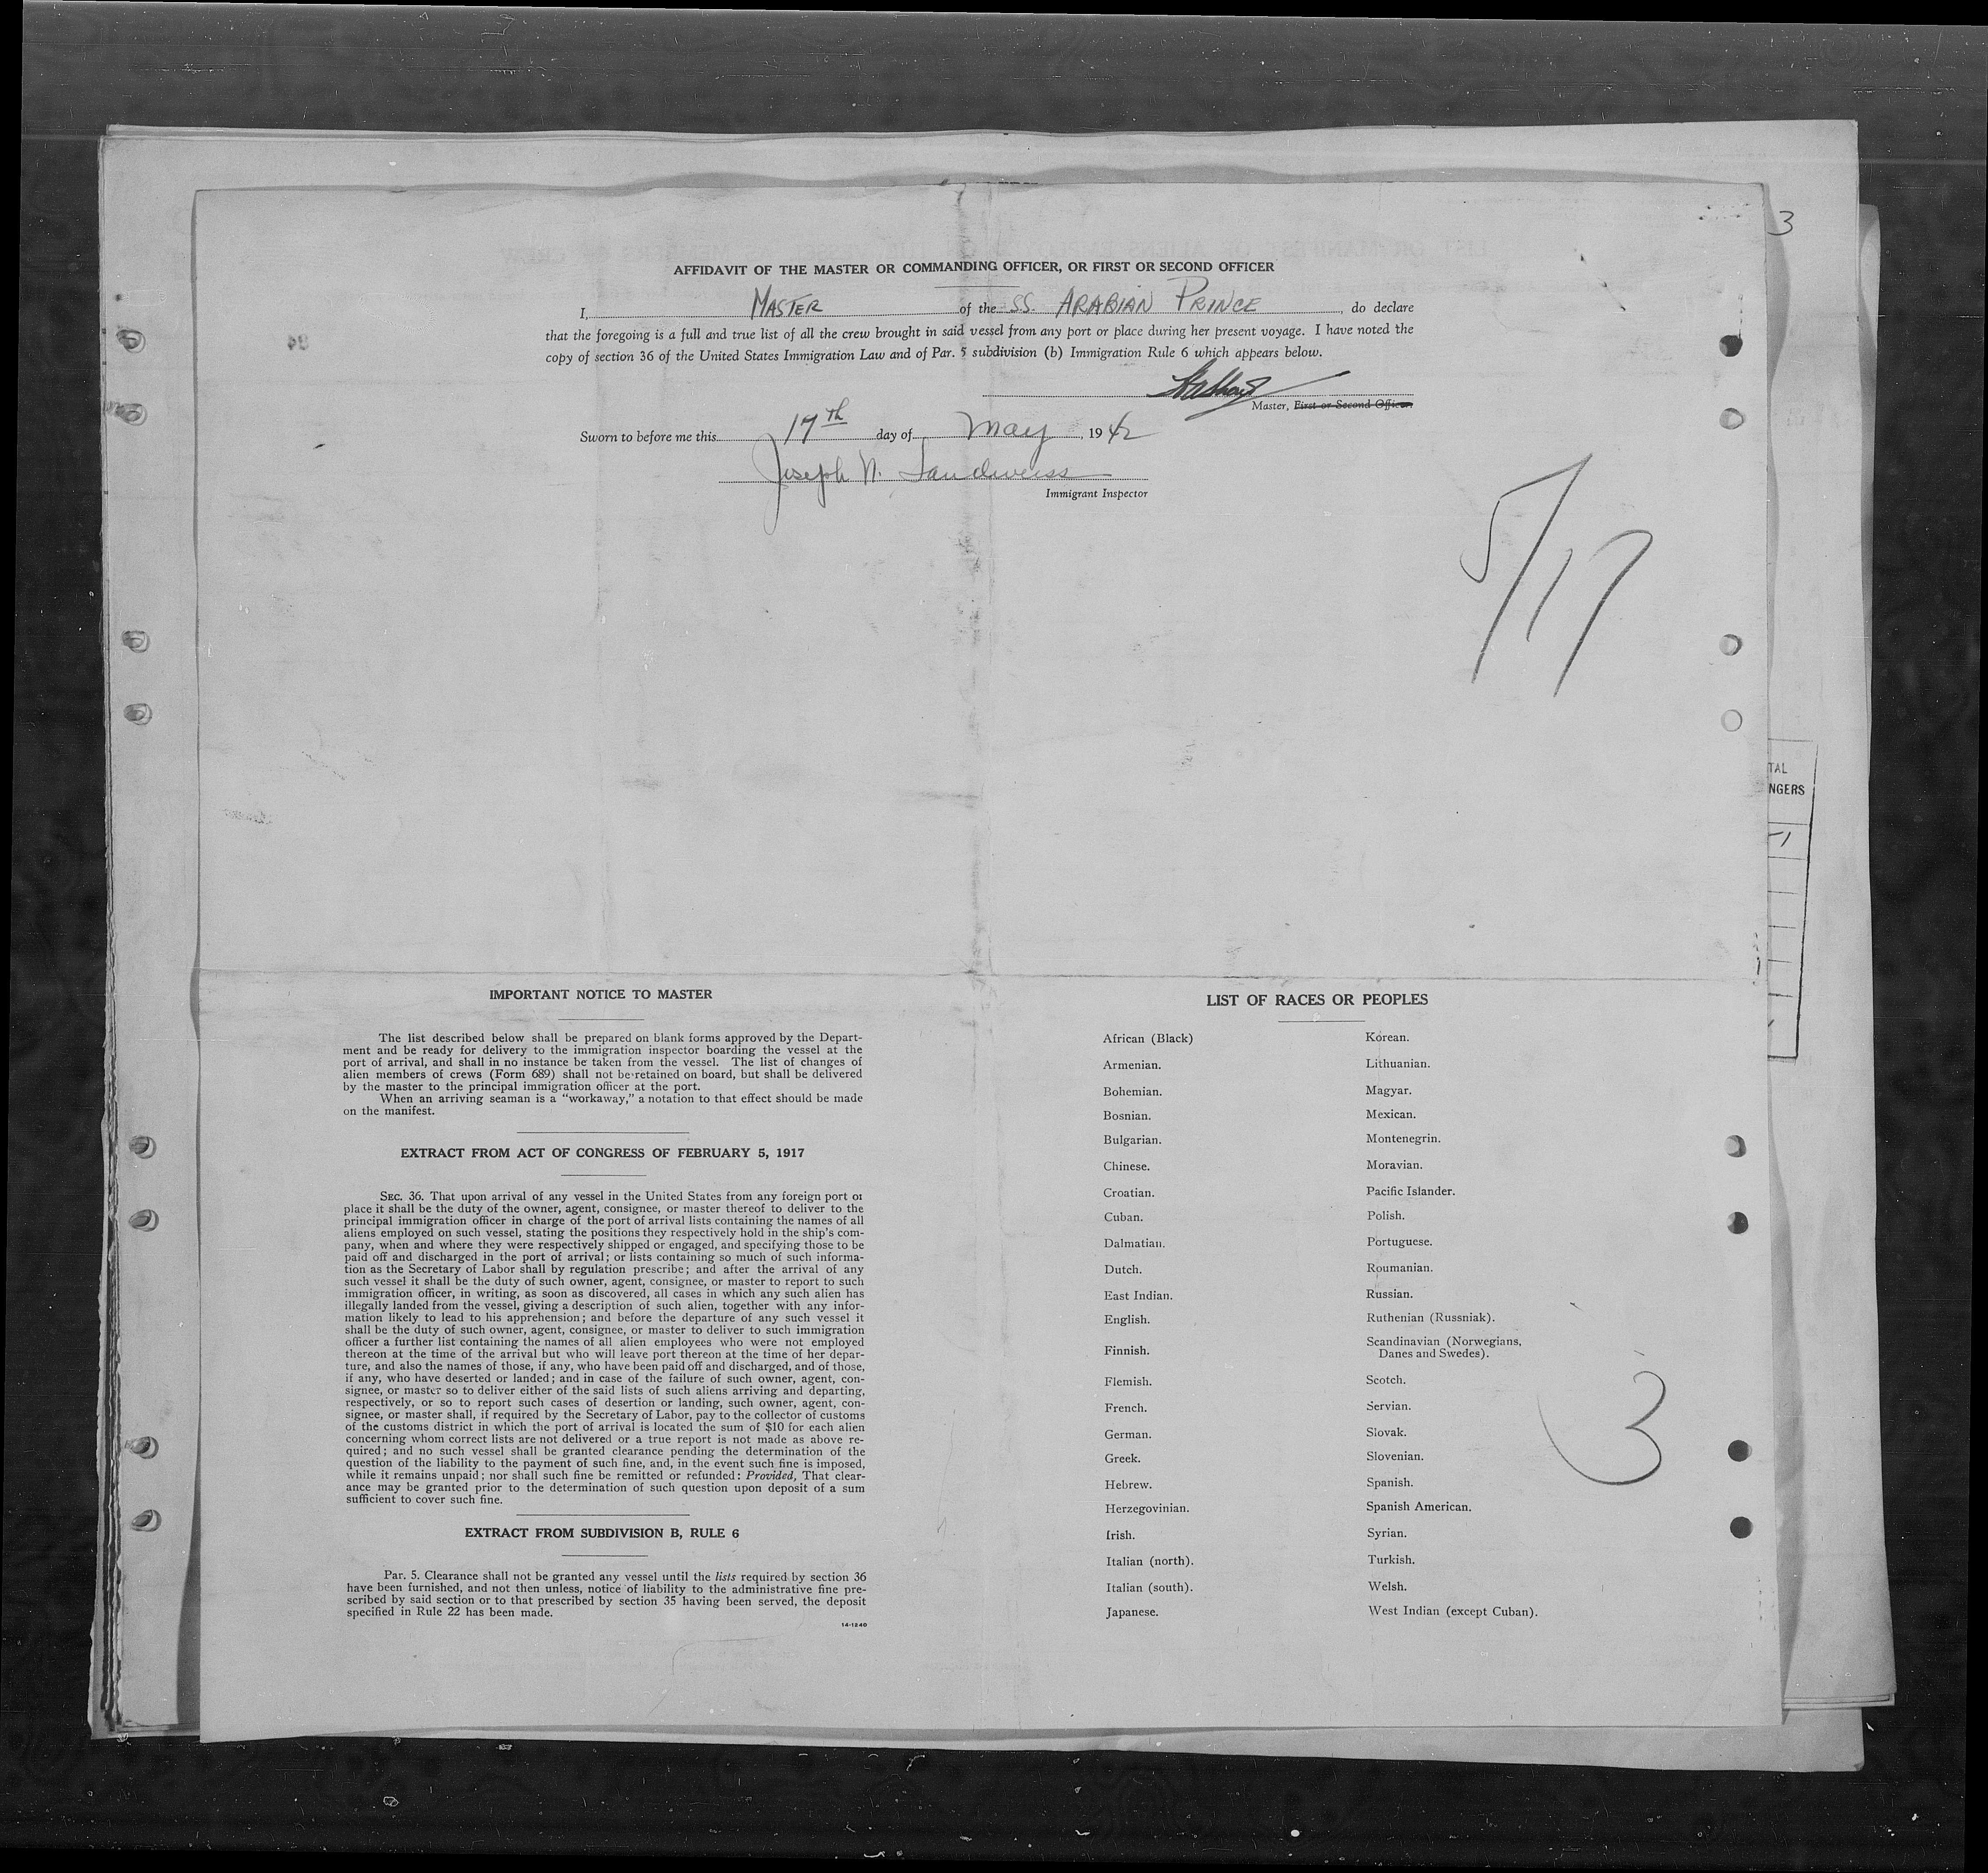 3
AFFIDAVIT OF THE MASTER OR COMMANDING OFFICER, OR FIRST OR SECOND OFFICER
I, MASTER of the SS. ARABIAN PRINCE, do declare
that the foregoing is a full and true list of all the crew brought in said vessel from any port or place during her present voyage. I have noted the
copy of section 36 of the United States Immigration Law and of Par. 5 subdivision (b) Immigration Rule 6 which appears below.
Master, First or Second Officer.
Sworn to before me this 17th day of May, 1942
Joseph N. Landweiss
Immigrant Inspector
5/17
TAL
NGERS
IMPORTANT NOTICE TO MASTER
The list described below shall be prepared on blank forms approved by the Depart-
ment and be ready for delivery to the immigration inspector boarding the vessel at the
port of arrival, and shall in no instance be taken from the vessel. The list of changes of
alien members of crews (Form 689) shall not be retained on board, but shall be delivered
by the master to the principal immigration officer at the port.
When an arriving seaman is a "workaway," a notation to that effect should be made
on the manifest.
EXTRACT FROM ACT OF CONGRESS OF FEBRUARY 5, 1917
SEC. 36. That upon arrival of any vessel in the United States from any foreign port or
place it shall be the duty of the owner, agent, consignee, or master thereof to deliver to the
principal immigration officer in charge of the port of arrival lists containing the names of all
aliens employed on such vessel, stating the positions they respectively hold in the ship's com-
pany, when and where they were respectively shipped or engaged, and specifying those to be
paid off and discharged in the port of arrival; or lists containing so much of such informa-
tion as the Secretary of Labor shall by regulation prescribe; and after the arrival of any
such vessel it shall be the duty of such owner, agent, consignee, or master to report to such
immigration officer, in writing, as soon as discovered, all cases in which any such alien has
illegally landed from the vessel, giving a description of such alien, together with any infor-
mation likely to lead to his apprehension; and before the departure of any such vessel it
shall be the duty of such owner, agent, consignee, or master to deliver to such immigration
officer a further list containing the names of all alien employees who were not employed
thereon at the time of the arrival but who will leave port thereon at the time of her depar-
ture, and also the names of those, if any, who have been paid off and discharged, and of those,
if any, who have deserted or landed; and in case of the failure of such owner, agent, con-
signee, or master so to deliver either of the said lists of such aliens arriving and departing,
respectively, or so to report such cases of desertion or landing, such owner, agent, con-
signee, or master shall, if required by the Secretary of Labor, pay to the collector of customs
of the customs district in which the port of arrival is located the sum of $10 for each alien
concerning whom correct lists are not delivered or a true report is not made as above re-
quired; and no such vessel shall be granted clearance pending the determination of the
question of the liability to the payment of such fine, and, in the event such fine is imposed,
while it remains unpaid; nor shall such fine be remitted or refunded: Provided, That clear-
ance may be granted prior to the determination of such question upon deposit of a sum
sufficient to cover such fine.
EXTRACT FROM SUBDIVISION B, RULE 6
Par. 5. Clearance shall not be granted any vessel until the lists required by section 36
have been furnished, and not then unless, notice of liability to the administrative fine pre-
scribed by said section or to that prescribed by section 35 having been served, the deposit
specified in Rule 22 has been made.
14-1240
LIST OF RACES OR PEOPLES
African (Black)
Armenian.
Bohemian.
Bosnian.
Bulgarian.
Chinese.
Croatian.
Cuban.
Dalmatian.
Dutch.
East Indian.
English.
Finnish.
Flemish.
French.
German.
Greek.
Hebrew.
Herzegovinian.
Irish.
Italian (north).
Italian (south).
Japanese.
Korean.
Lithuanian.
Magyar.
Mexican.
Montenegrin.
Moravian.
Pacific Islander.
Polish.
Portuguese.
Roumanian.
Russian.
Ruthenian (Russniak).
Scandinavian (Norwegians,
Danes and Swedes).
Scotch.
Servian.
Slovak.
Slovenian.
Spanish.
Spanish American.
Syrian.
Turkish.
Welsh.
West Indian (except Cuban).
3